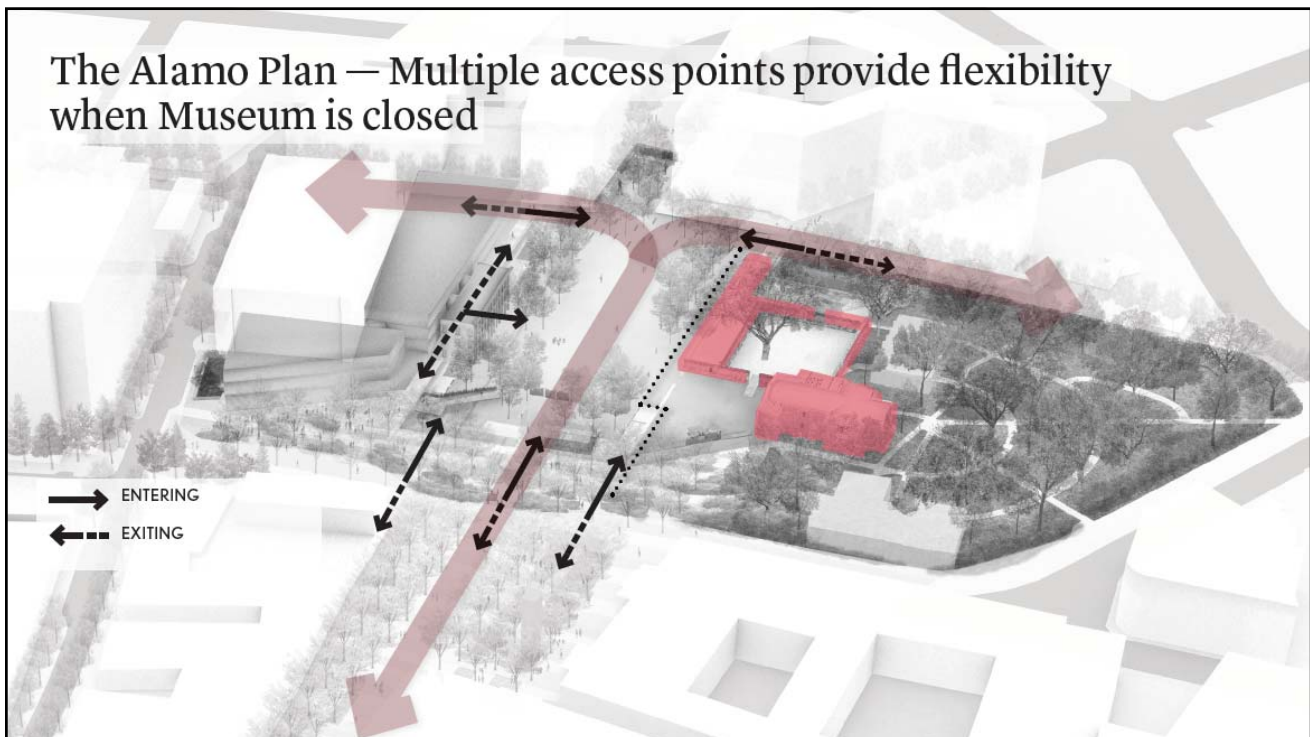 The Alamo Plan — Multiple access points provide flexibility
when Museum is closed
ENTERING
EXITING